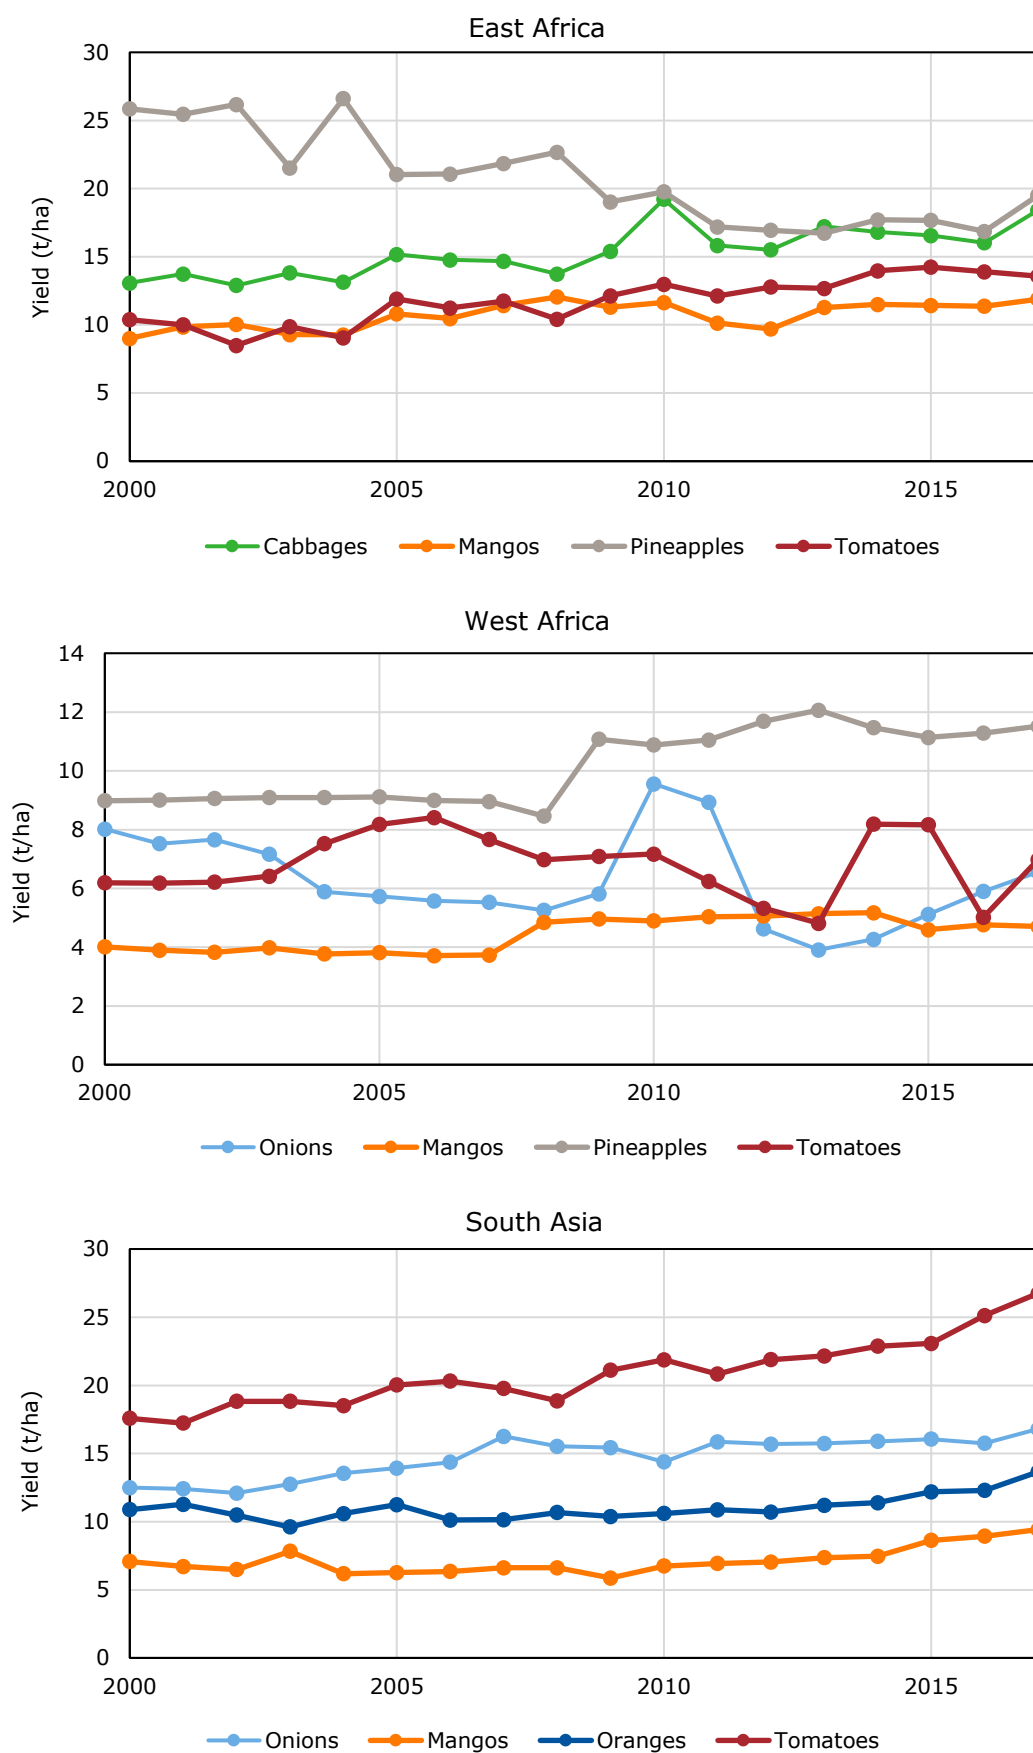 East Africa
30
25
20
15
10
5
0
Yield (t/ha)
2000 2005 2010 2015
Cabbages Mangos Pineapples Tomatoes
West Africa
14
12
10
8
6
4
2
0
Yield (t/ha)
2000 2005 2010 2015
Onions Mangos Pineapples Tomatoes
South Asia
30
25
20
15
10
5
0
Yield (t/ha)
2000 2005 2010 2015
Onions Mangos Oranges Tomatoes